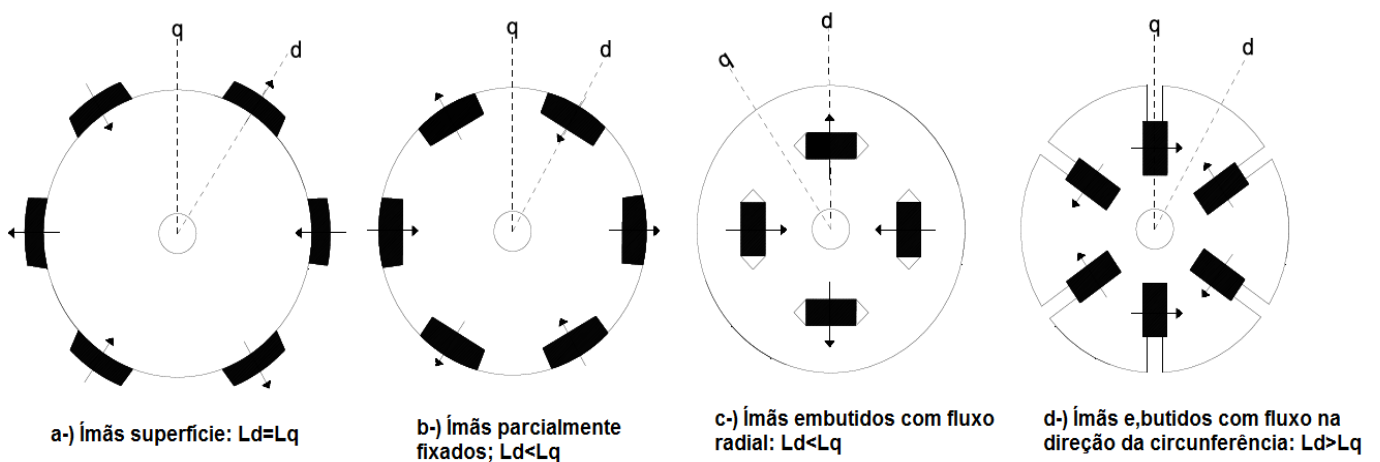 q
d
q
d
d
q
q
d
a-) Ímãs superfície: Ld=Lq
b-) Ímãs parcialmente
fixados; Ld<Lq
c-) Ímãs embutidos com fluxo
radial: Ld<Lq
d-) Ímãs e,butidos com fluxo na
direção da circunferência: Ld>Lq